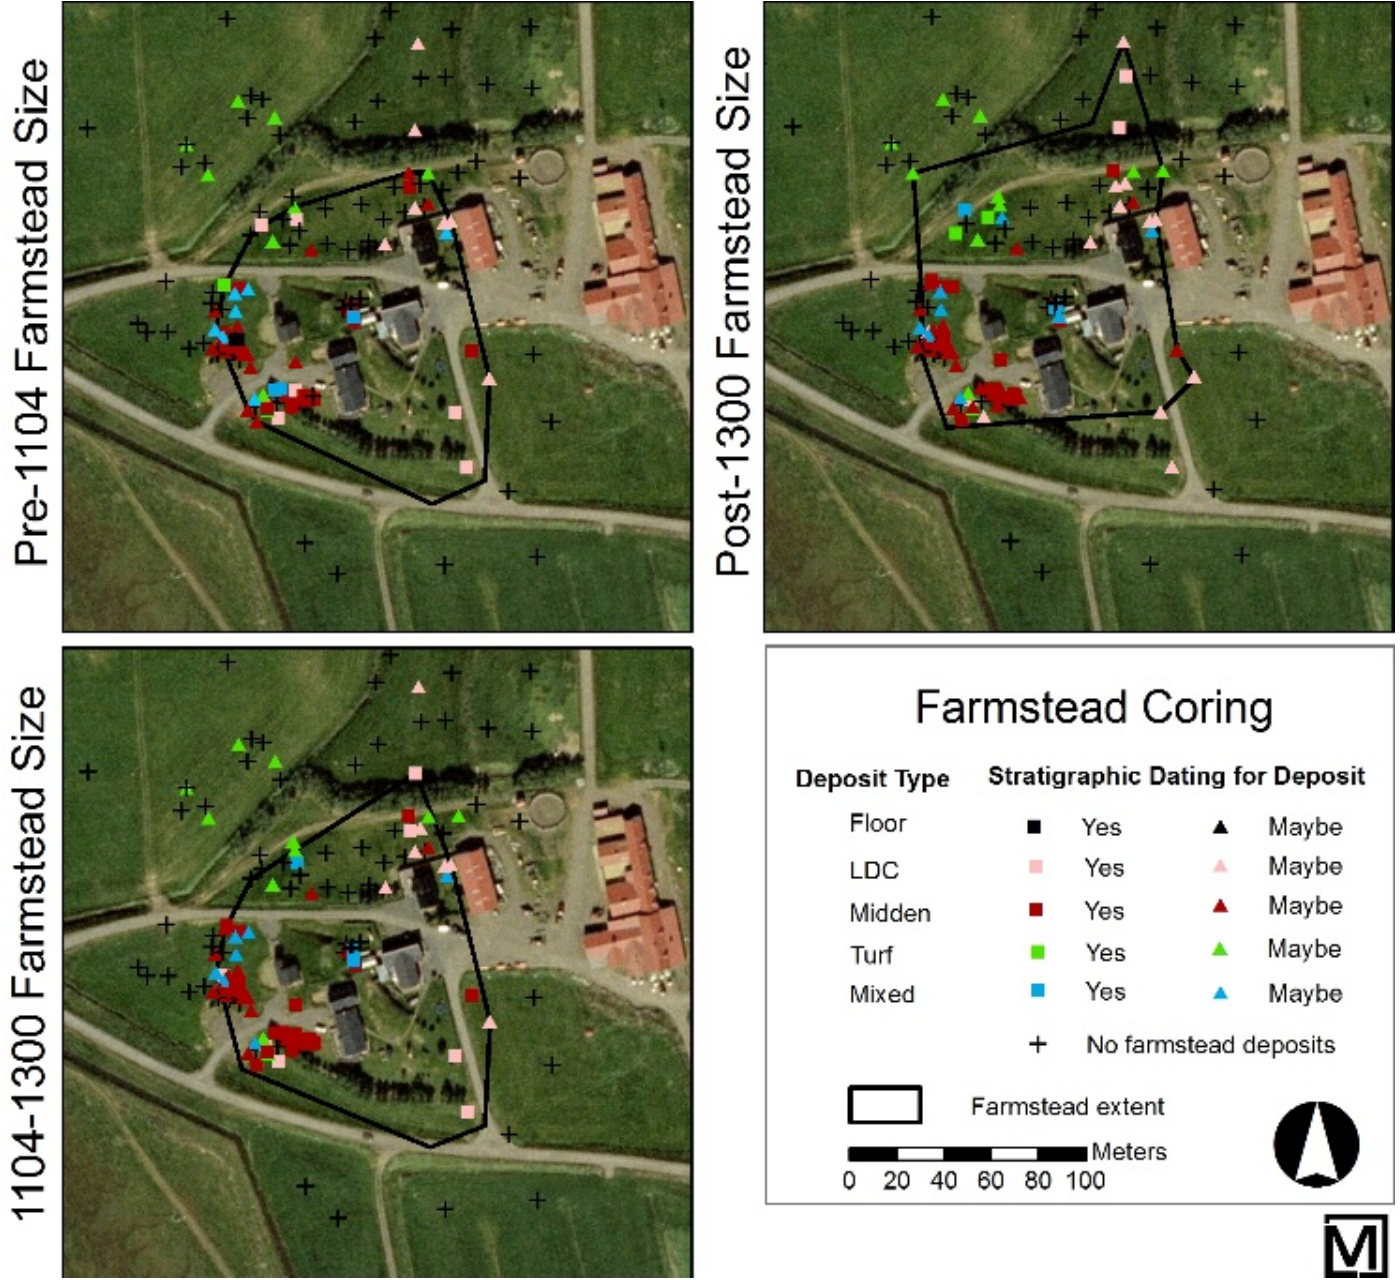 Pre-1104 Farmstead Size
Post-1300 Farmstead Size
1104-1300 Farmstead Size
Farmstead Coring
Deposit Type Stratigraphic Dating for Deposit
Floor Yes Maybe
LDC Yes Maybe
Midden Yes Maybe
Turf Yes Maybe
Mixed Yes Maybe
No farmstead deposits
Farmstead extent
Meters
0 20 40 60 80 100
M